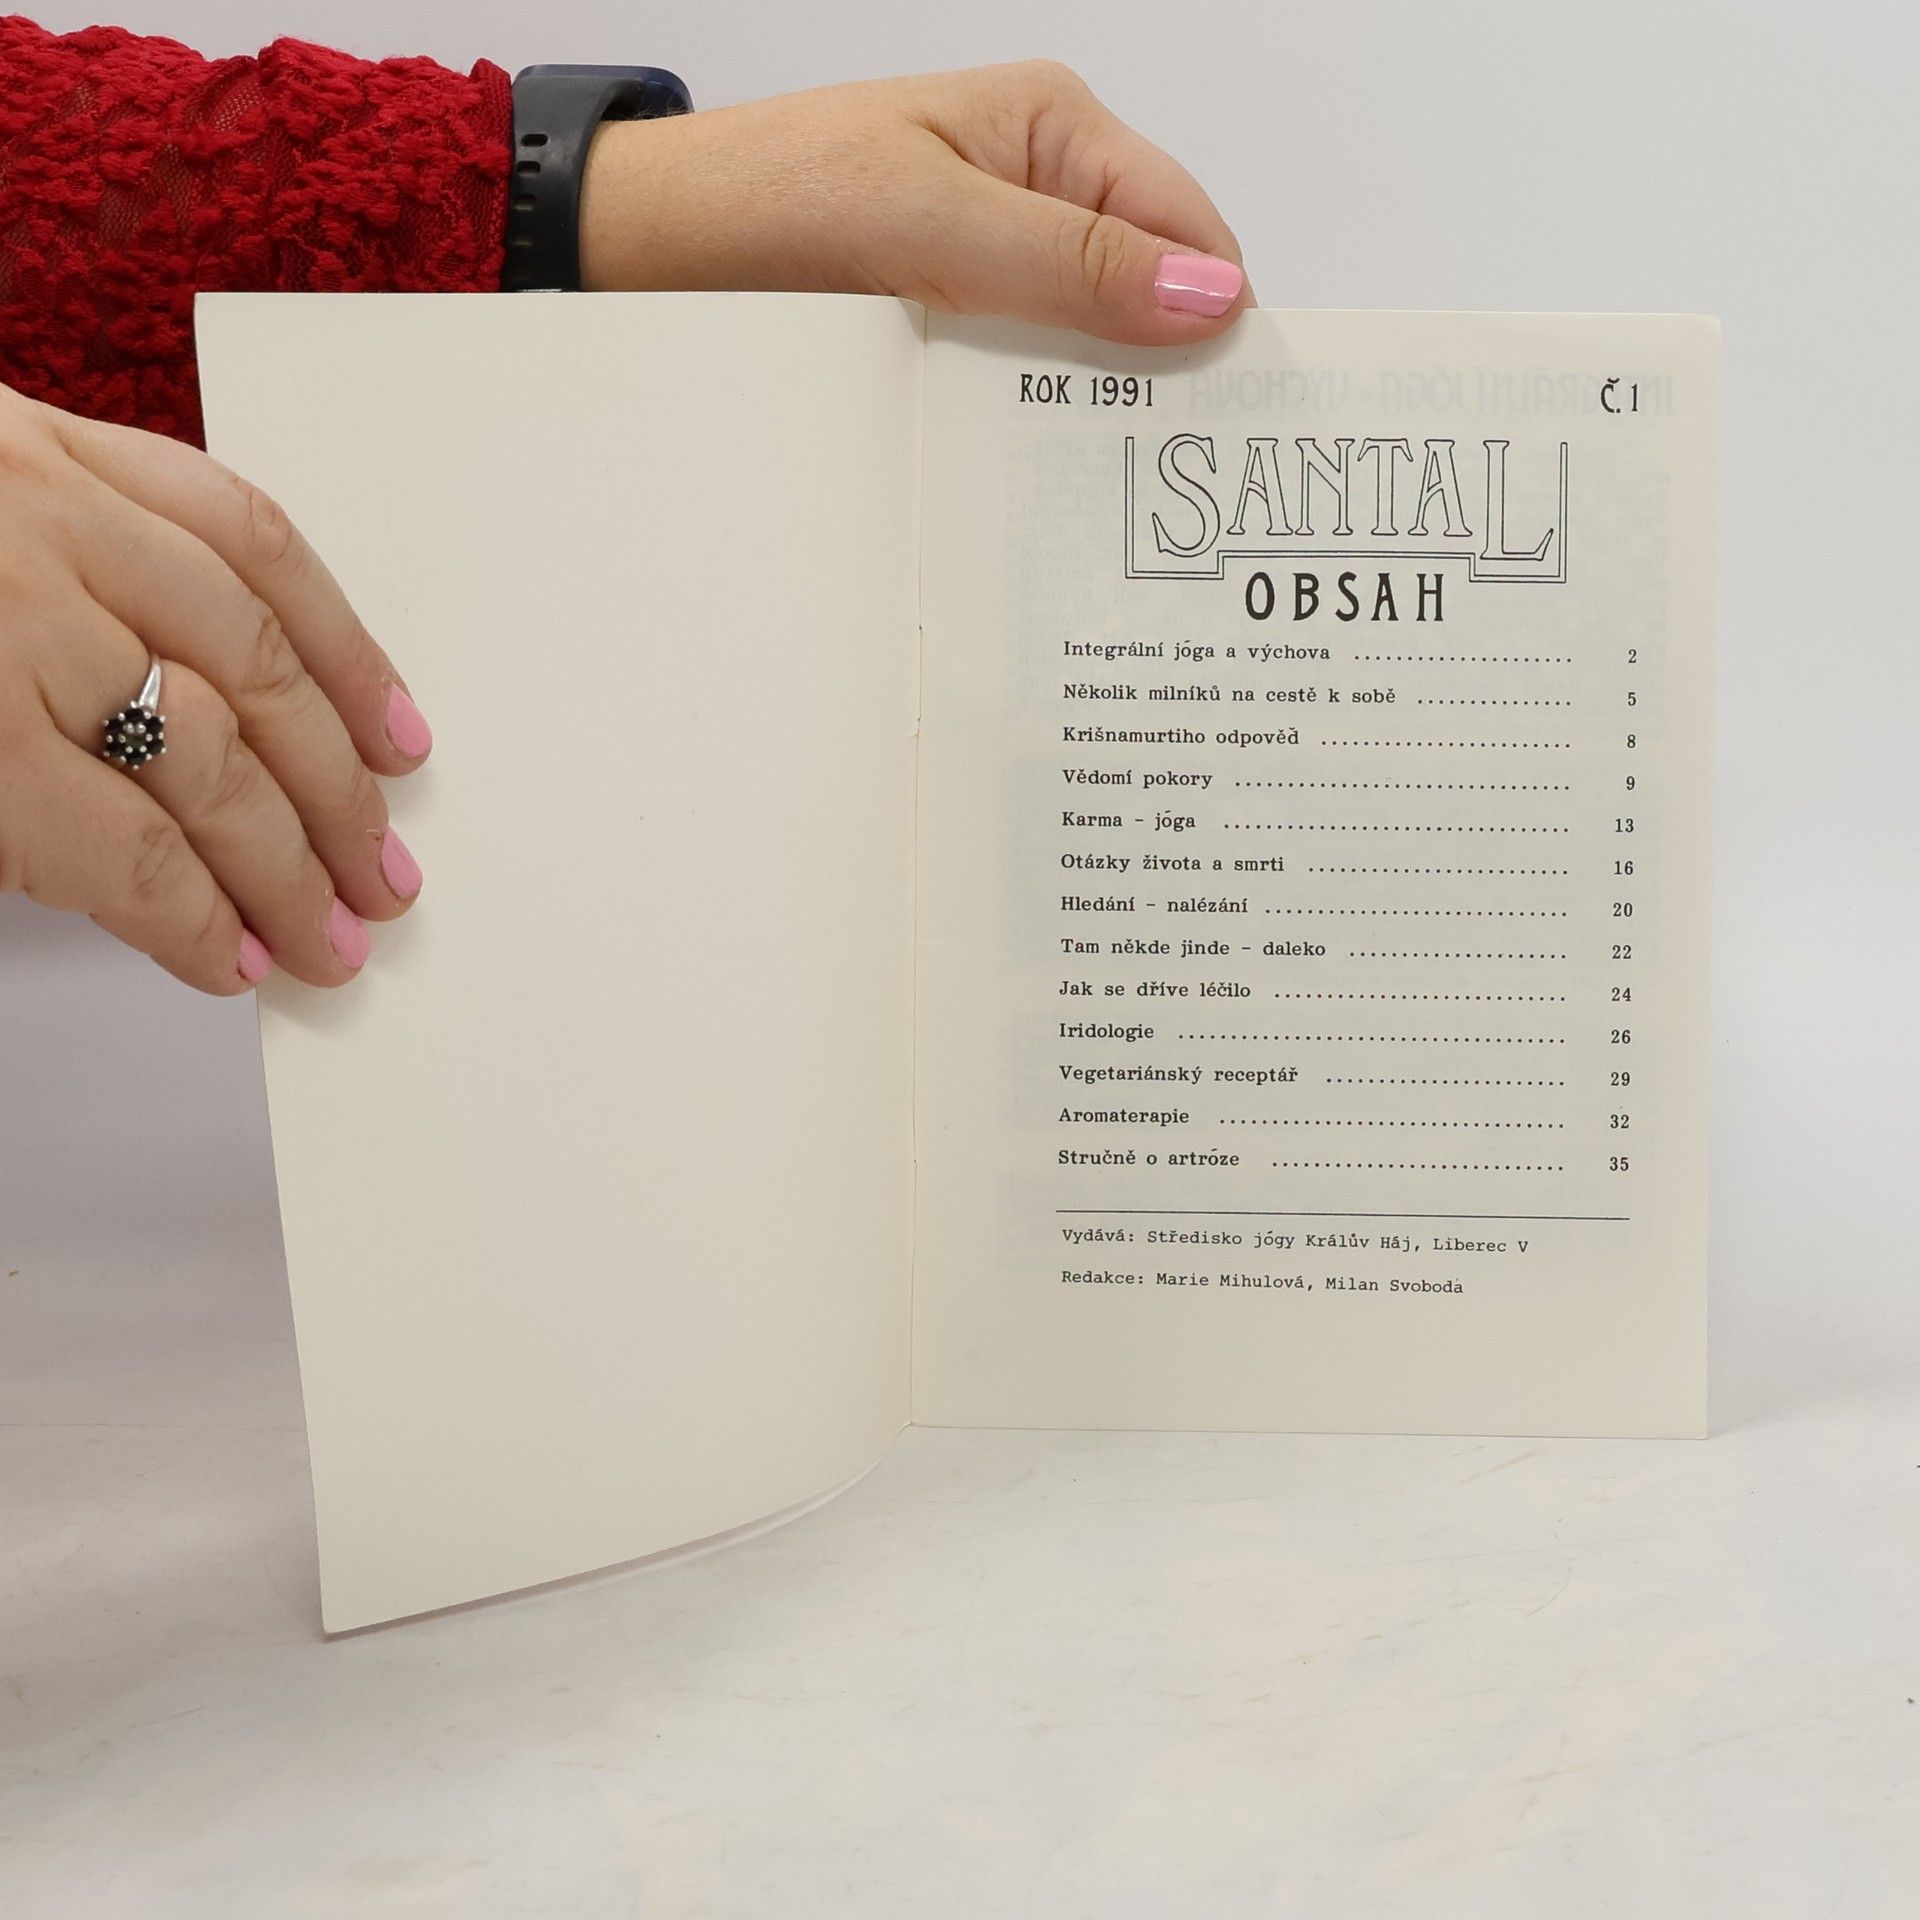 ROK 1991 Č. 1
SANTAL
OBSAH
Integrální jóga a výchova ..................... 2
Několik milníků na cestě k sobě ............... 5
Krišnamurtiho odpověď ........................ 8
Vědomí pokory ................................ 9
Karma - jóga ................................. 13
Otázky života a smrti ......................... 16
Hledání - nalézání ............................. 20
Tam někde jinde - daleko ..................... 22
Jak se dříve léčilo ............................ 24
Iridologie ..................................... 26
Vegetariánský receptář ....................... 29
Aromaterapie ................................. 32
Stručně o artróze ............................ 35
Vydává: Středisko jógy Králův Háj, Liberec V
Redakce: Marie Mihulová, Milan Svoboda